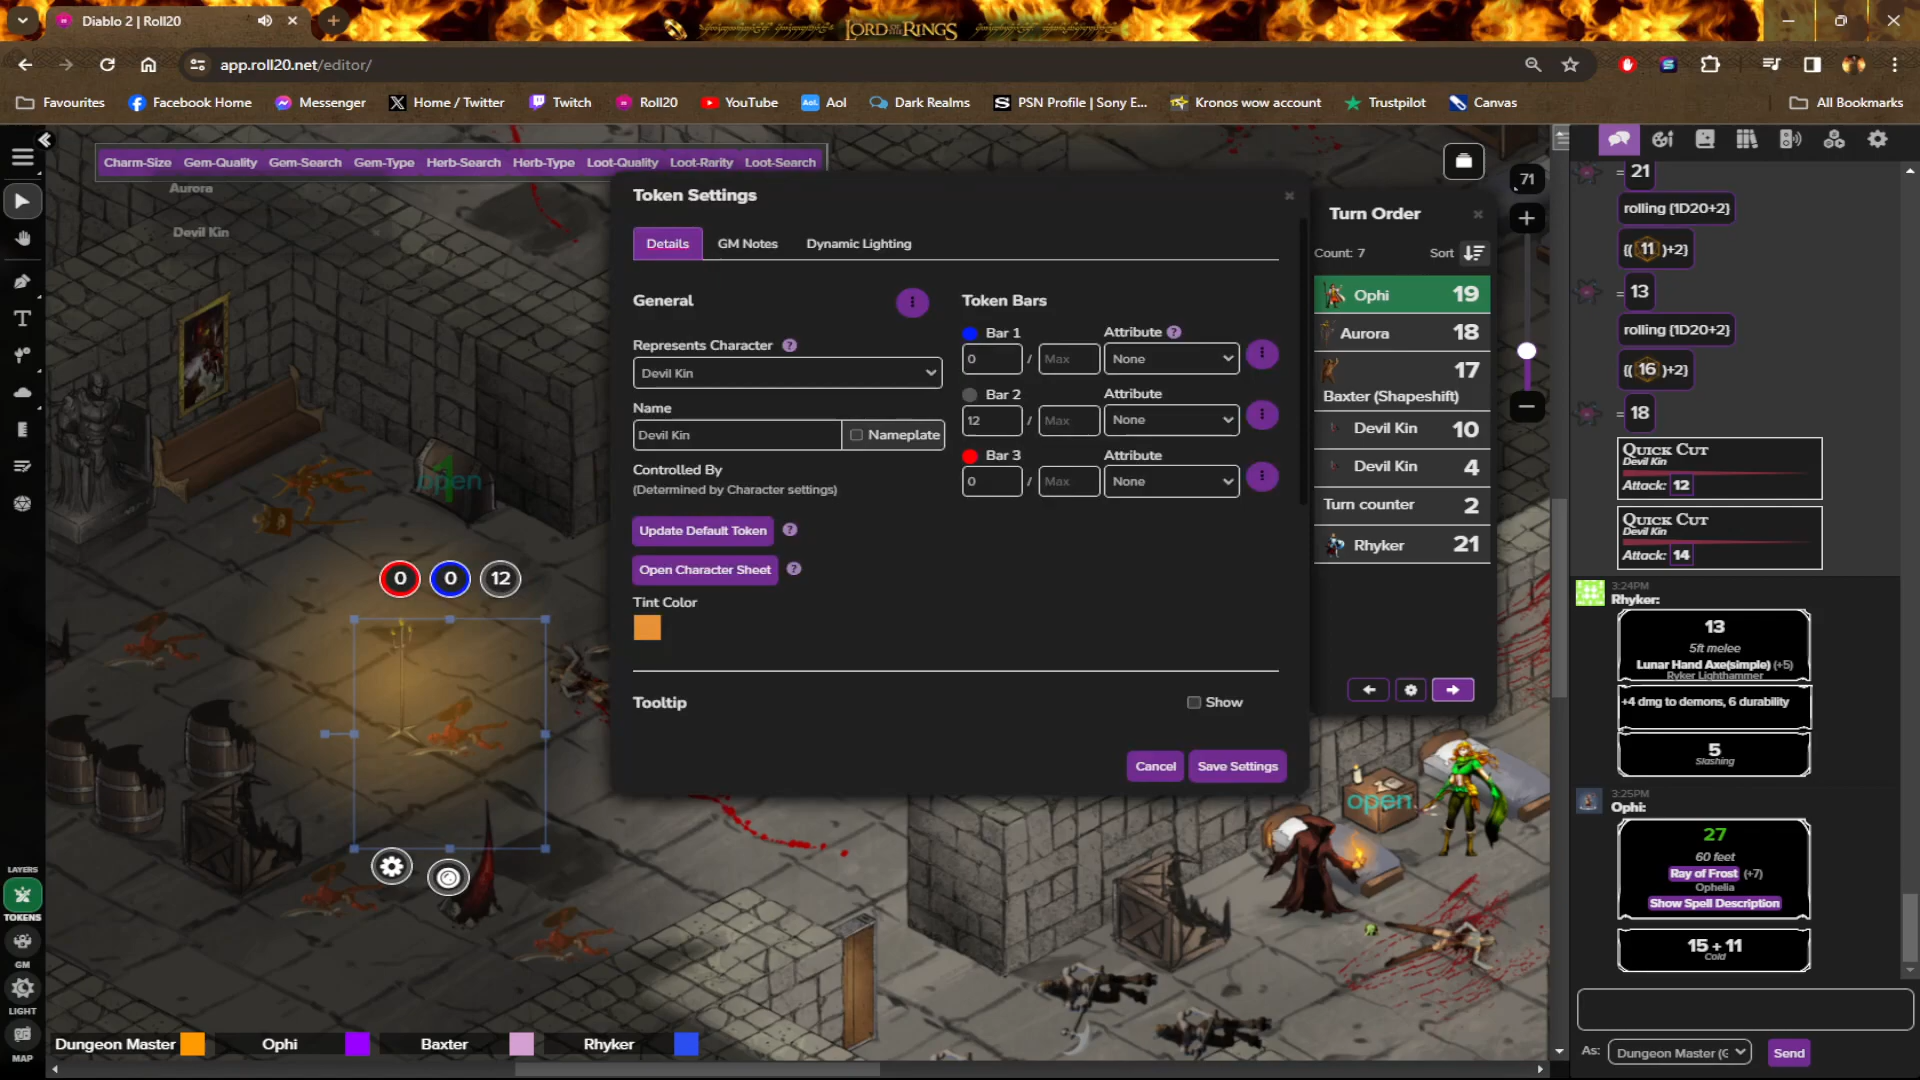 Diablo 2 | Roll20
LORD OF THE RINGS
app.roll20.net/editor/
Favourites
Facebook Home
Messenger
Home / Twitter
Twitch
Roll20
YouTube
Aol
Dark Realms
PSN Profile | Sony E...
Kronos wow account
Trustpilot
Canvas
All Bookmarks
Charm-Size Gem-Quality Gem-Search Gem-Type Herb-Search Herb-Type Loot-Quality Loot-Rarity Loot-Search
Aurora
Devil Kin
open
0 0 12
Token Settings
Details GM Notes Dynamic Lighting
General
Represents Character ?
Devil Kin
Name
Devil Kin
Nameplate
Controlled By
(Determined by Character settings)
Update Default Token ?
Open Character Sheet ?
Tint Color
Token Bars
Bar 1 Attribute ?
0 / Max None
Bar 2 Attribute
12 / Max None
Bar 3 Attribute
0 / Max None
Tooltip
Show
Cancel Save Settings
Turn Order
Count: 7 Sort
Ophi 19
Aurora 18
17
Baxter (Shapeshift)
Devil Kin 10
Devil Kin 4
Turn counter 2
Rhyker 21
71
open
= 21
rolling {1D20+2}
{(( 11 )+2}
= 13
rolling {1D20+2}
{(( 16 )+2}
= 18
Quick Cut
Devil Kin
Attack: 12
Quick Cut
Devil Kin
Attack: 14
3:24PM
Rhyker:
13
5ft melee
Lunar Hand Axe(simple) (+5)
Ryker Lighthammer
+4 dmg to demons, 6 durability
5
Slashing
3:25PM
Ophi:
27
60 feet
Ray of Frost (+7)
Ophelia
Show Spell Description
15 + 11
Cold
As: Dungeon Master (G
Send
LAYERS
TOKENS
GM
LIGHT
MAP
Dungeon Master
Ophi
Baxter
Rhyker